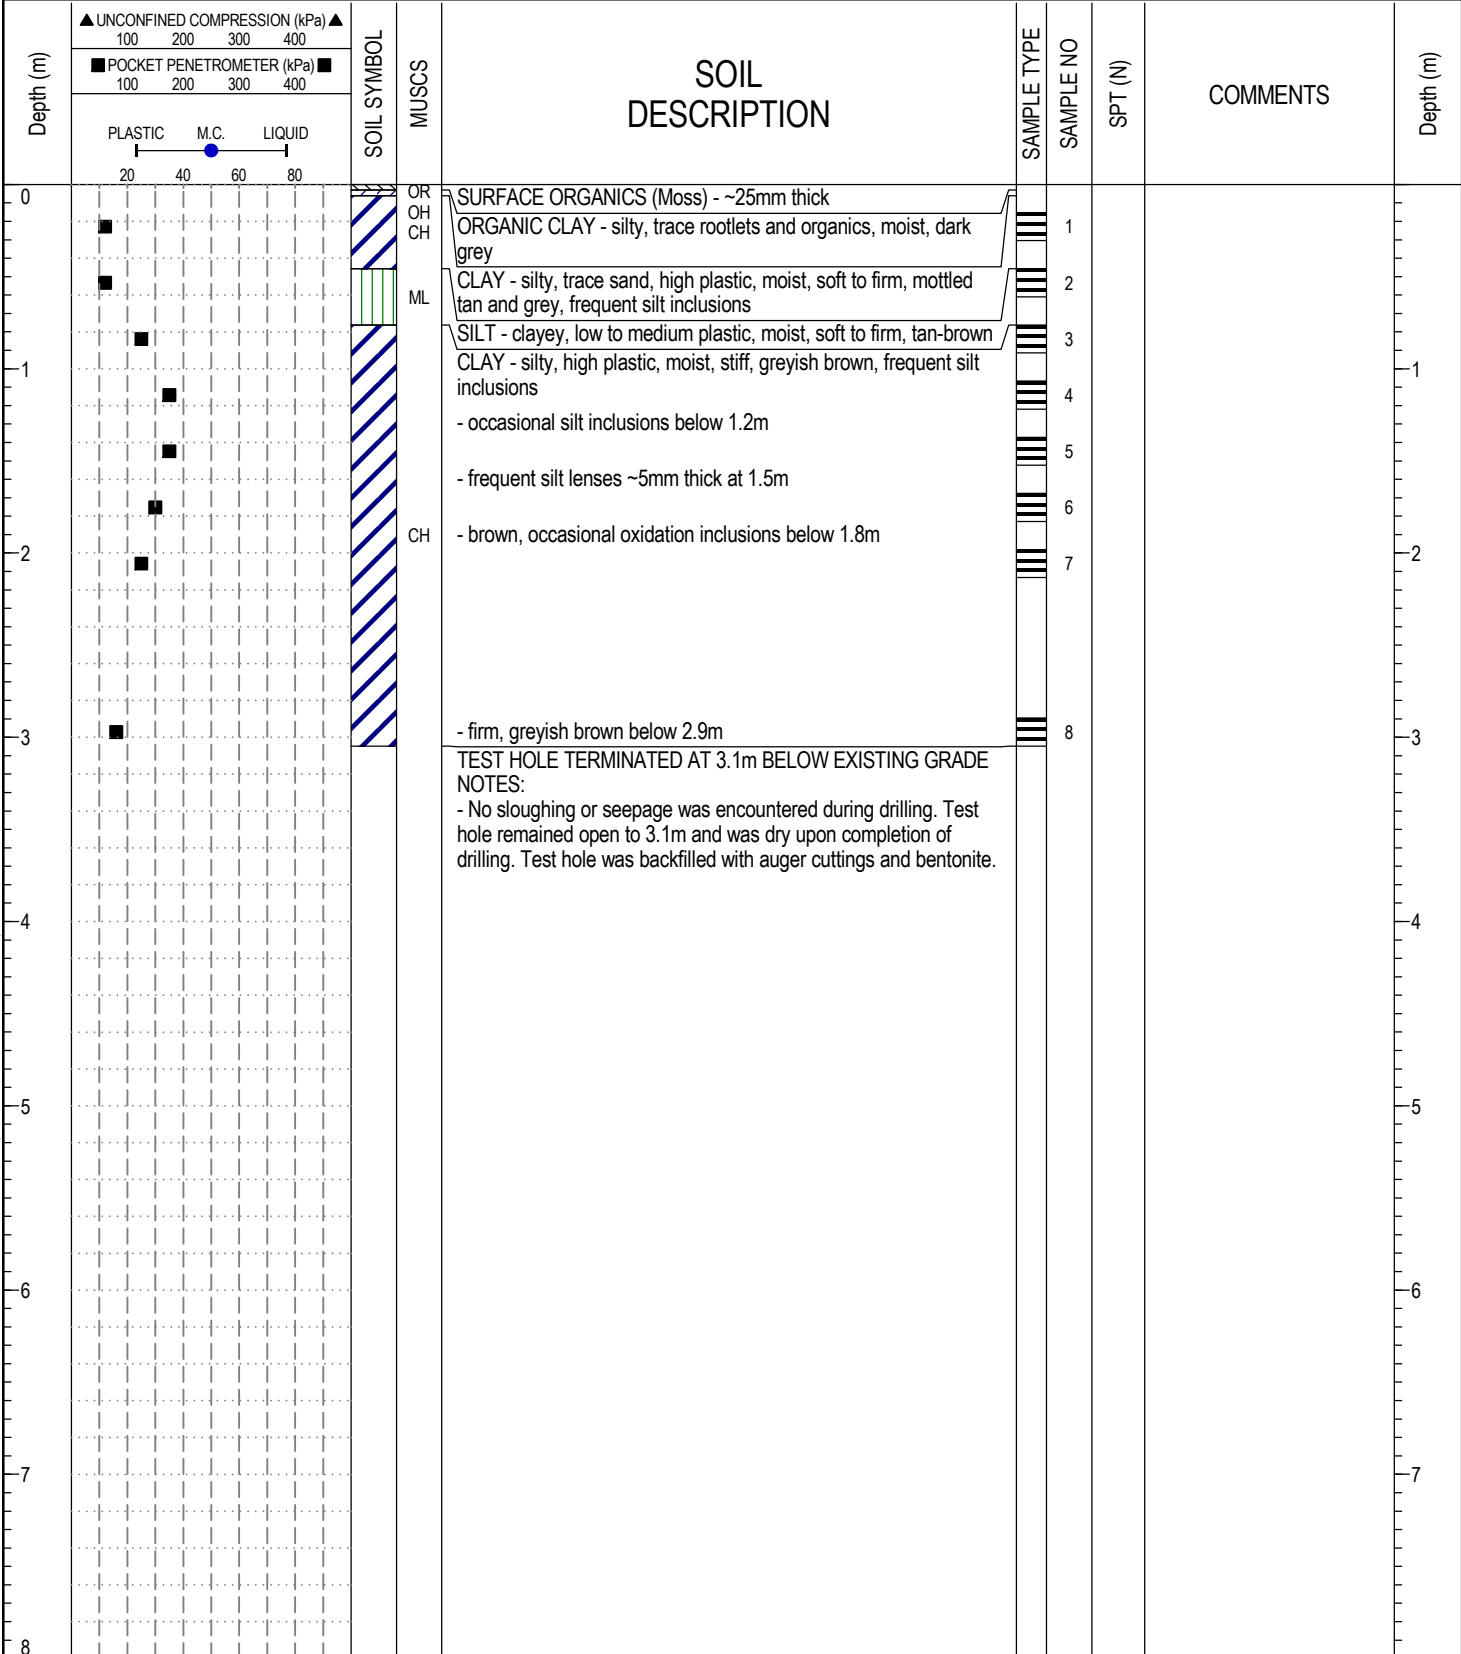 Depth (m)
▲ UNCONFINED COMPRESSION (kPa) ▲
100 200 300 400
■ POCKET PENETROMETER (kPa) ■
100 200 300 400
PLASTIC M.C. LIQUID
20 40 60 80
SOIL SYMBOL
MUSCS
SOIL
DESCRIPTION
SAMPLE TYPE
SAMPLE NO
SPT (N)
COMMENTS
Depth (m)
0
OR
SURFACE ORGANICS (Moss) - ~25mm thick
OH
ORGANIC CLAY - silty, trace rootlets and organics, moist, dark
1
CH
grey
CLAY - silty, trace sand, high plastic, moist, soft to firm, mottled
2
ML
tan and grey, frequent silt inclusions
SILT - clayey, low to medium plastic, moist, soft to firm, tan-brown
3
CLAY - silty, high plastic, moist, stiff, greyish brown, frequent silt
1
1
inclusions
4
- occasional silt inclusions below 1.2m
5
- frequent silt lenses ~5mm thick at 1.5m
6
CH
- brown, occasional oxidation inclusions below 1.8m
2
7
2
- firm, greyish brown below 2.9m
8
3
3
TEST HOLE TERMINATED AT 3.1m BELOW EXISTING GRADE
NOTES:
- No sloughing or seepage was encountered during drilling. Test
hole remained open to 3.1m and was dry upon completion of
drilling. Test hole was backfilled with auger cuttings and bentonite.
4
4
5
5
6
6
7
7
8